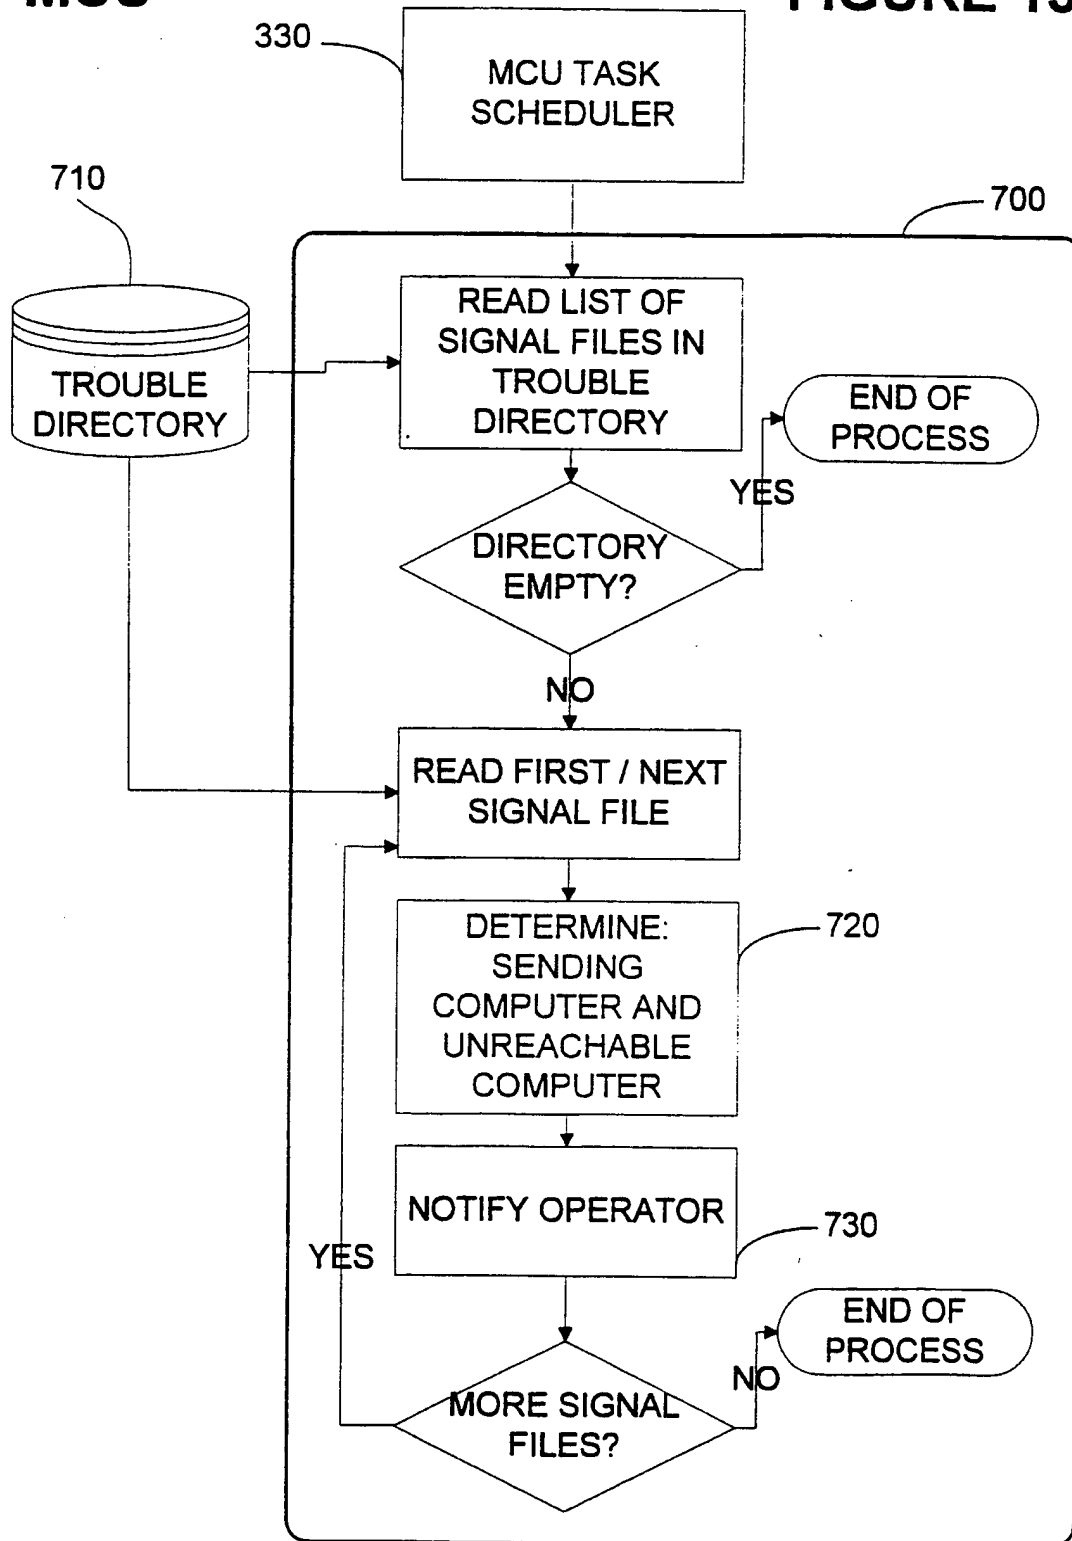 MCU
FIGURE 13
330
MCU TASK
SCHEDULER
710
700
TROUBLE
DIRECTORY
READ LIST OF
SIGNAL FILES IN
TROUBLE
DIRECTORY
END OF
PROCESS
YES
DIRECTORY
EMPTY?
NO
READ FIRST / NEXT
SIGNAL FILE
DETERMINE:
SENDING
COMPUTER AND
UNREACHABLE
COMPUTER
720
NOTIFY OPERATOR
730
YES
END OF
PROCESS
NO
MORE SIGNAL
FILES?